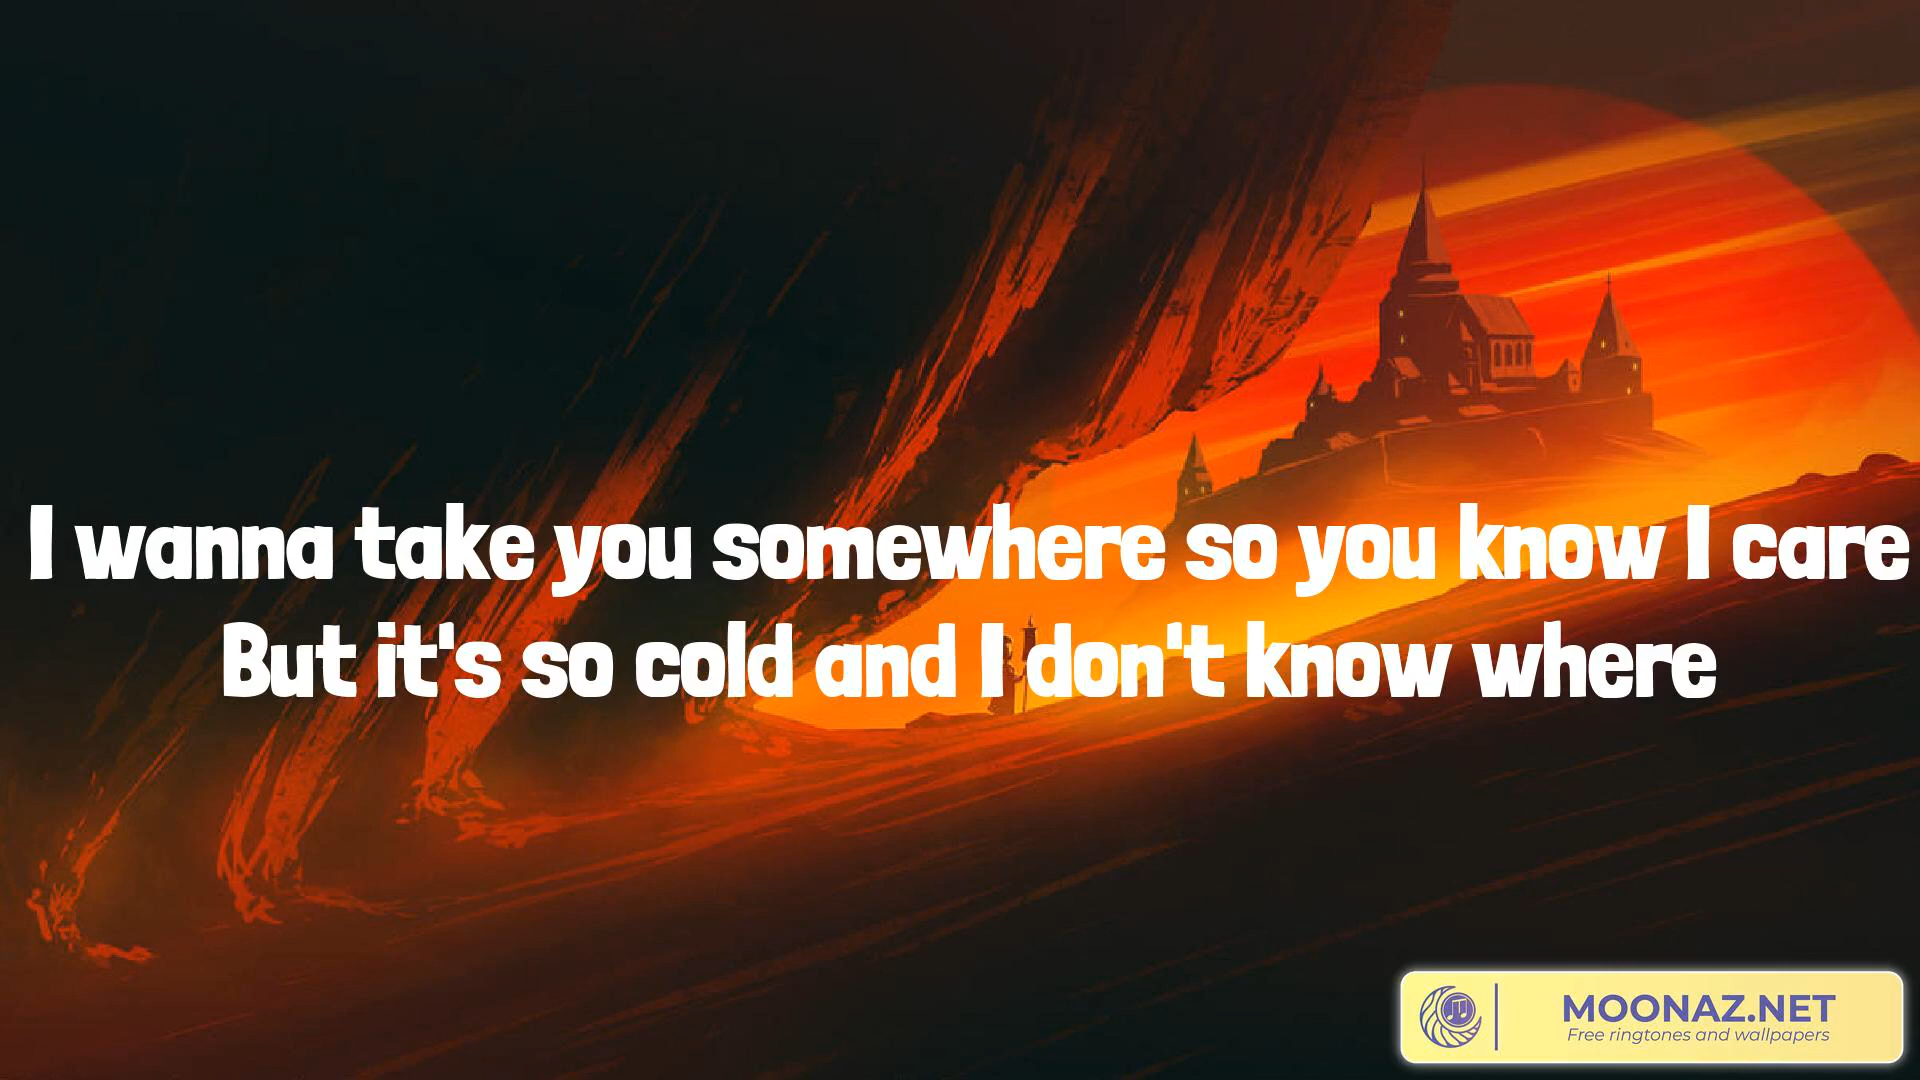 I wanna take you somewhere so you know I care
But it's so cold and I don't know where
MOONAZ.NET
Free ringtones and wallpapers